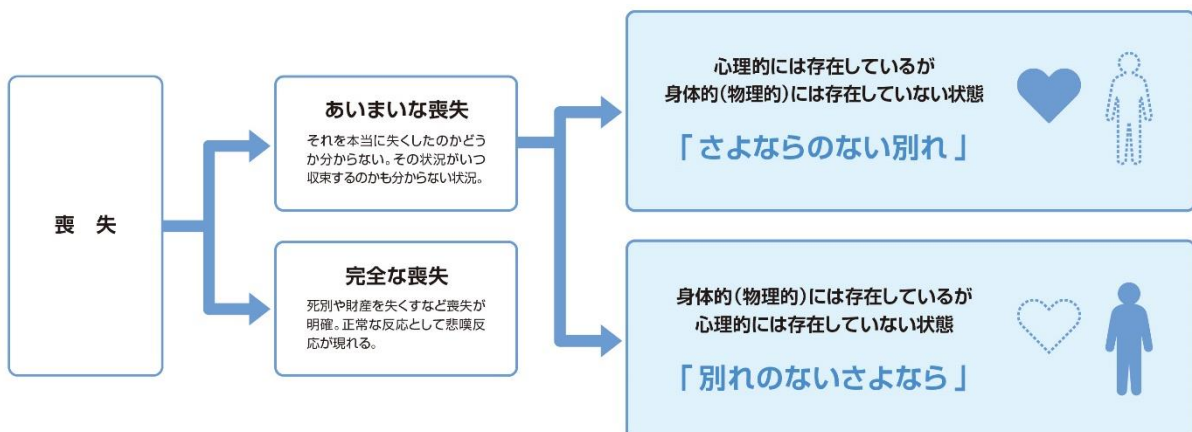 喪　失
あいまいな喪失
それを本当に失くしたのかどう
か分からない。その状況がいつ
収束するのかも分からない状況。
完全な喪失
死別や財産を失くすなど喪失が
明確。正常な反応として悲嘆反
応が現れる。
心理的には存在しているが
身体的(物理的)には存在していない状態
「さよならのない別れ」
身体的(物理的)には存在しているが
心理的には存在していない状態
「別れのないさよなら」